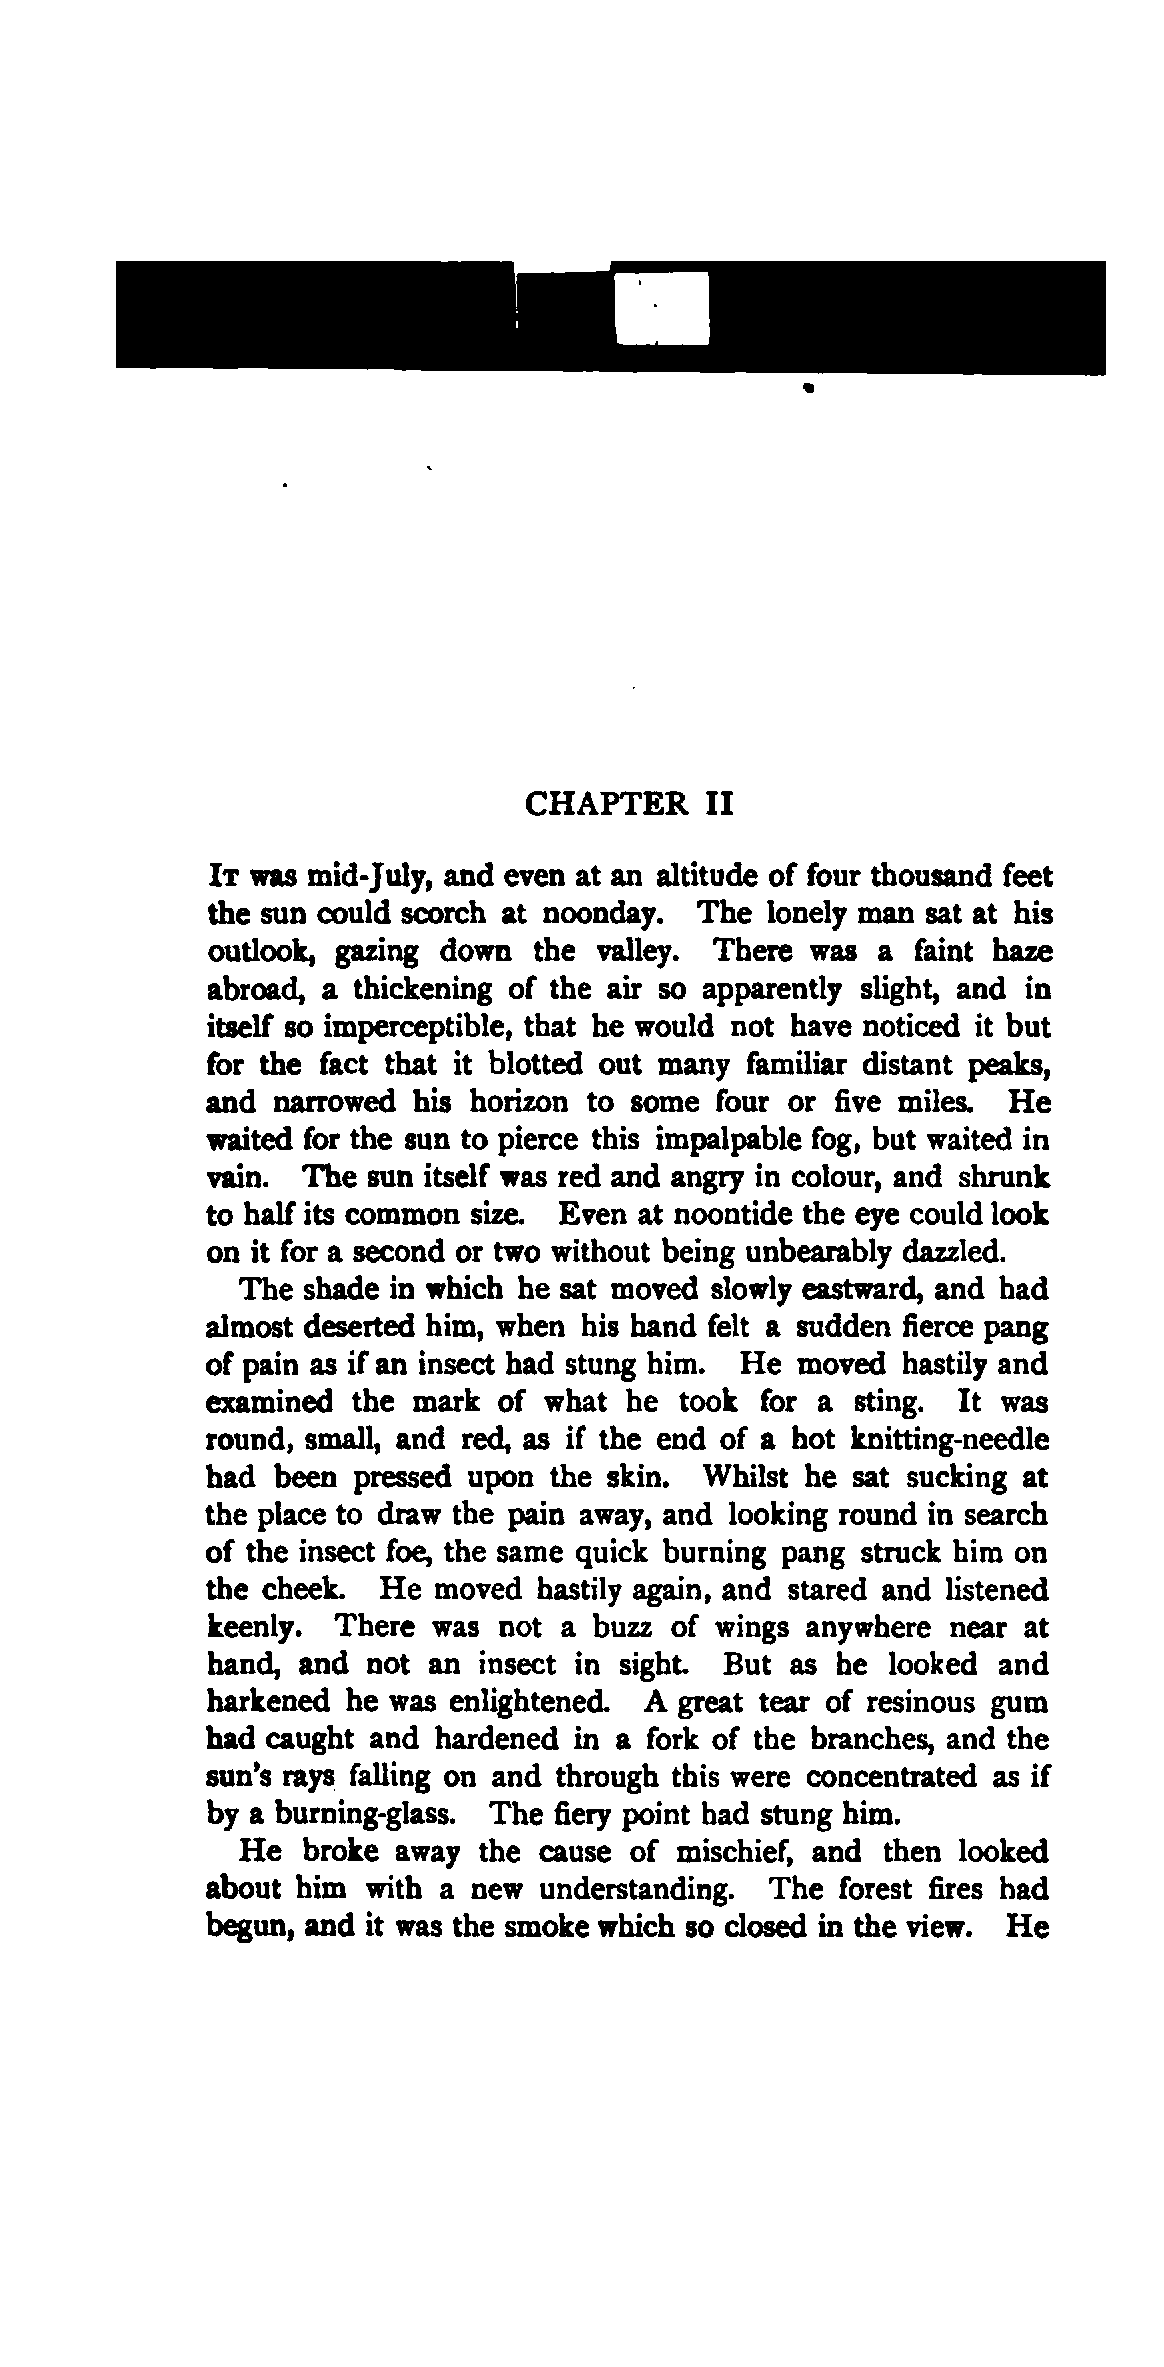 CHAPTER II
IT was mid-July, and even at an altitude of four thousand feet
the sun could scorch at noonday. The lonely man sat at his
outlook, gazing down the valley. There was a faint haze
abroad, a thickening of the air so apparently slight, and in
itself so imperceptible, that he would not have noticed it but
for the fact that it blotted out many familiar distant peaks,
and narrowed his horizon to some four or five miles. He
waited for the sun to pierce this impalpable fog, but waited in
vain. The sun itself was red and angry in colour, and shrunk
to half its common size. Even at noontide the eye could look
on it for a second or two without being unbearably dazzled.
The shade in which he sat moved slowly eastward, and had
almost deserted him, when his hand felt a sudden fierce pang
of pain as if an insect had stung him. He moved hastily and
examined the mark of what he took for a sting. It was
round, small, and red, as if the end of a hot knitting-needle
had been pressed upon the skin. Whilst he sat sucking at
the place to draw the pain away, and looking round in search
of the insect foe, the same quick burning pang struck him on
the cheek. He moved hastily again, and stared and listened
keenly. There was not a buzz of wings anywhere near at
hand, and not an insect in sight. But as he looked and
harkened he was enlightened. A great tear of resinous gum
had caught and hardened in a fork of the branches, and the
sun's rays falling on and through this were concentrated as if
by a burning-glass. The fiery point had stung him.
He broke away the cause of mischief, and then looked
about him with a new understanding. The forest fires had
begun, and it was the smoke which so closed in the view. He